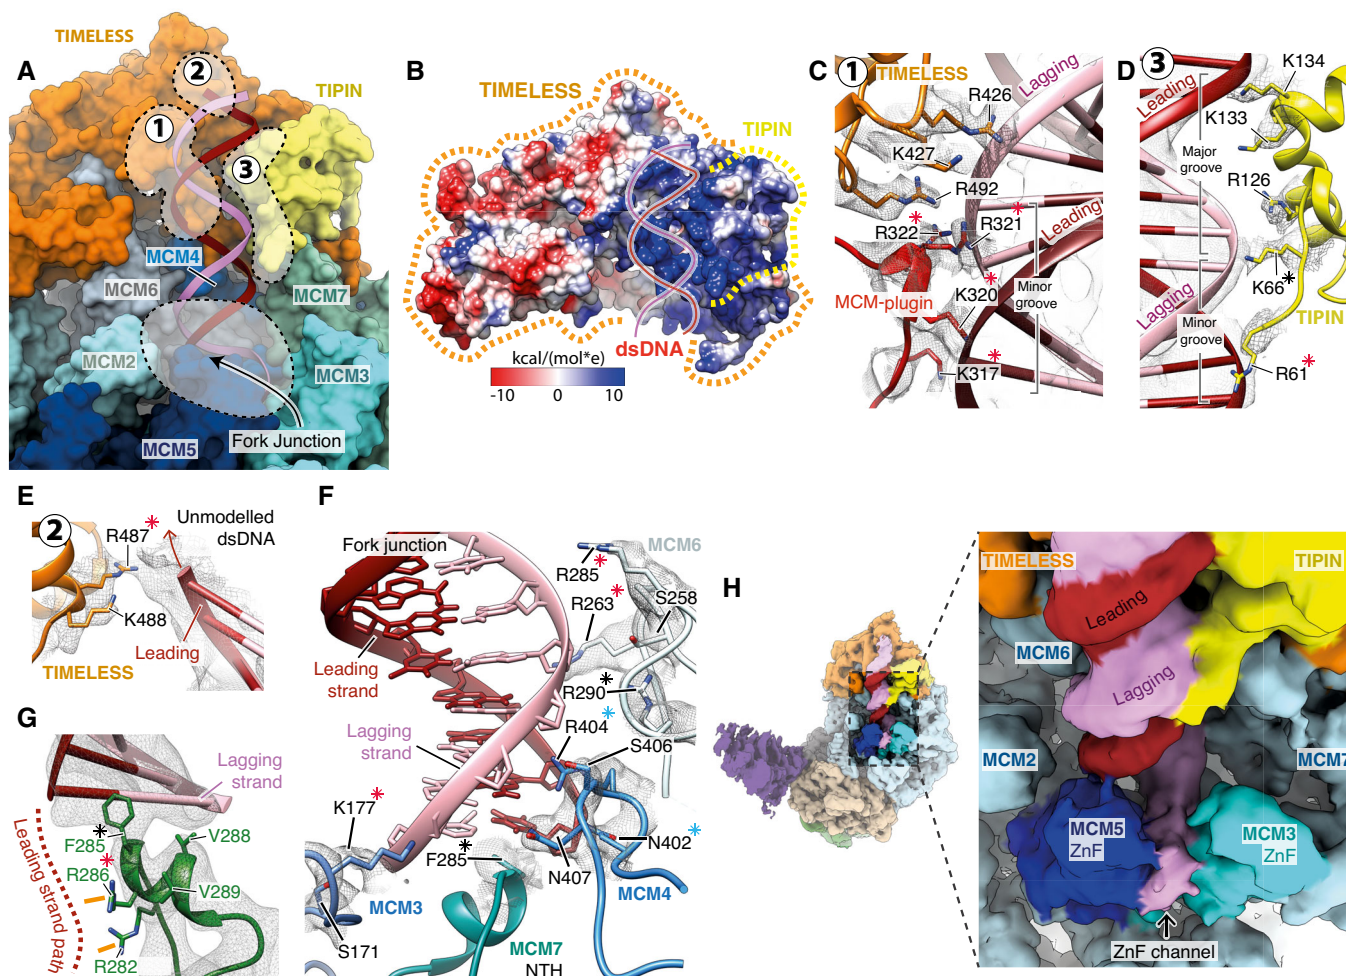 A
TIMELESS
2
TIPIN
1
3
MCM4
MCM6
MCM7
MCM2
MCM3
MCM5
Fork Junction
B
TIMELESS
TIPIN
dsDNA
kcal/(mol*e)
-10 0 10
C
1
TIMELESS
Lagging
R426
K427
R492
R322
*
R321
*
Leading
MCM-plugin
K320
*
Minor
groove
K317
*
D
3
Leading
K134
K133
Major
groove
R126
K66
*
Lagging
Minor
groove
TIPIN
R61
*
E
2
R487
*
Unmodelled
dsDNA
K488
Leading
TIMELESS
F
Fork junction
MCM6
R285
*
R263
*
S258
Leading
strand
R290
*
R404
*
S406
Lagging
strand
K177
*
F285
*
N402
*
N407
MCM4
MCM3
S171
MCM7
NTH
G
Lagging
strand
V288
F285
*
R286
*
V289
R282
Leading strand path
H
TIMELESS
TIPIN
Leading
MCM6
Lagging
MCM2
MCM7
MCM5
ZnF
MCM3
ZnF
ZnF channel